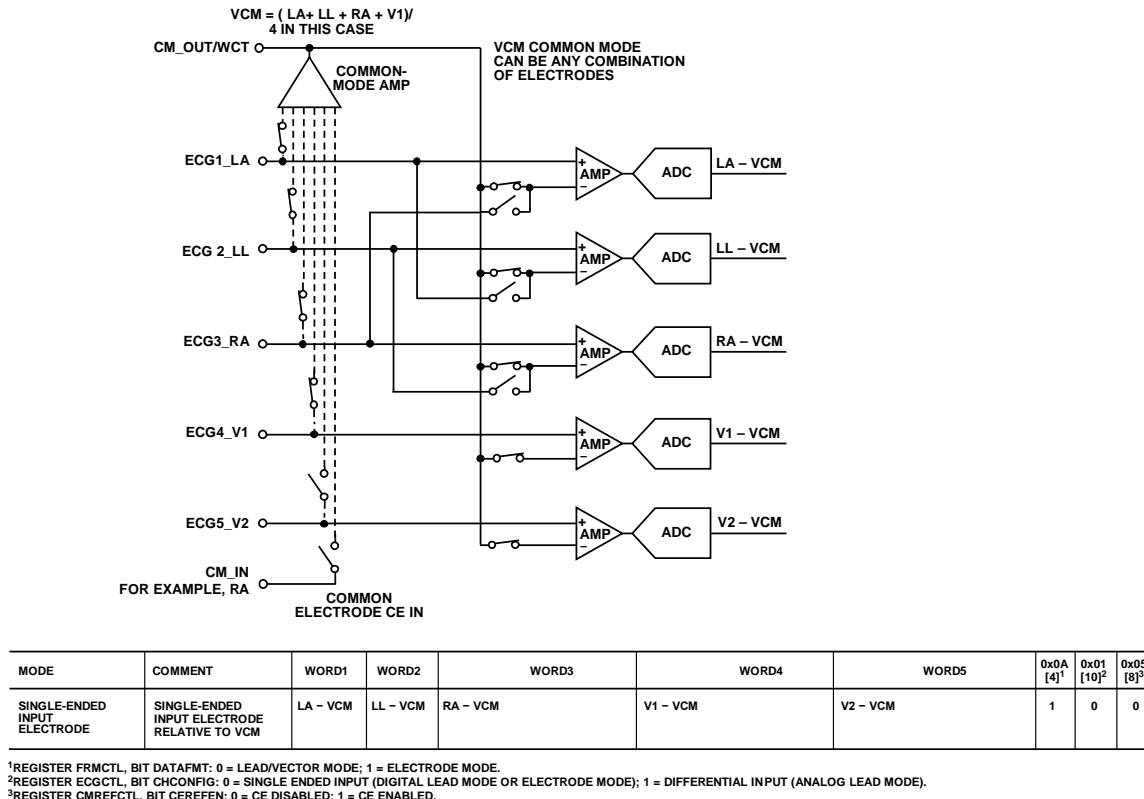 VCM = ( LA+ LL + RA + V1)/
4 IN THIS CASE
CM_OUT/WCT
COMMON-
MODE AMP
VCM COMMON MODE
CAN BE ANY COMBINATION
OF ELECTRODES
ECG1_LA
+
AMP
–
ADC
LA – VCM
ECG 2_LL
+
AMP
–
ADC
LL – VCM
ECG3_RA
+
AMP
–
ADC
RA – VCM
ECG4_V1
+
AMP
–
ADC
V1 – VCM
ECG5_V2
+
AMP
–
ADC
V2 – VCM
CM_IN
FOR EXAMPLE, RA
COMMON
ELECTRODE CE IN
MODE COMMENT WORD1 WORD2 WORD3 WORD4 WORD5 0x0A [4]1 0x01 [10]2 0x05 [8]3
SINGLE-ENDED INPUT ELECTRODE SINGLE-ENDED INPUT ELECTRODE RELATIVE TO VCM LA – VCM LL – VCM RA – VCM V1 – VCM V2 – VCM 1 0 0
1REGISTER FRMCTL, BIT DATAFMT: 0 = LEAD/VECTOR MODE; 1 = ELECTRODE MODE.
2REGISTER ECGCTL, BIT CHCONFIG: 0 = SINGLE ENDED INPUT (DIGITAL LEAD MODE OR ELECTRODE MODE); 1 = DIFFERENTIAL INPUT (ANALOG LEAD MODE).
3REGISTER CMREFCTL, BIT CEREFEN: 0 = CE DISABLED; 1 = CE ENABLED.